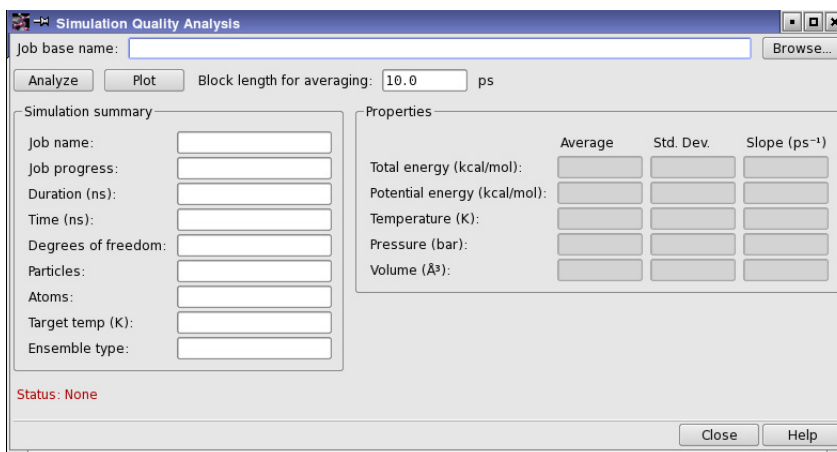 Simulation Quality Analysis
Job base name: Browse...
Analyze Plot Block length for averaging: 10.0 ps
Simulation summary
Job name:
Job progress:
Duration (ns):
Time (ns):
Degrees of freedom:
Particles:
Atoms:
Target temp (K):
Ensemble type:
Properties
Average Std. Dev. Slope (ps⁻¹)
Total energy (kcal/mol):
Potential energy (kcal/mol):
Temperature (K):
Pressure (bar):
Volume (Å³):
Status: None
Close Help